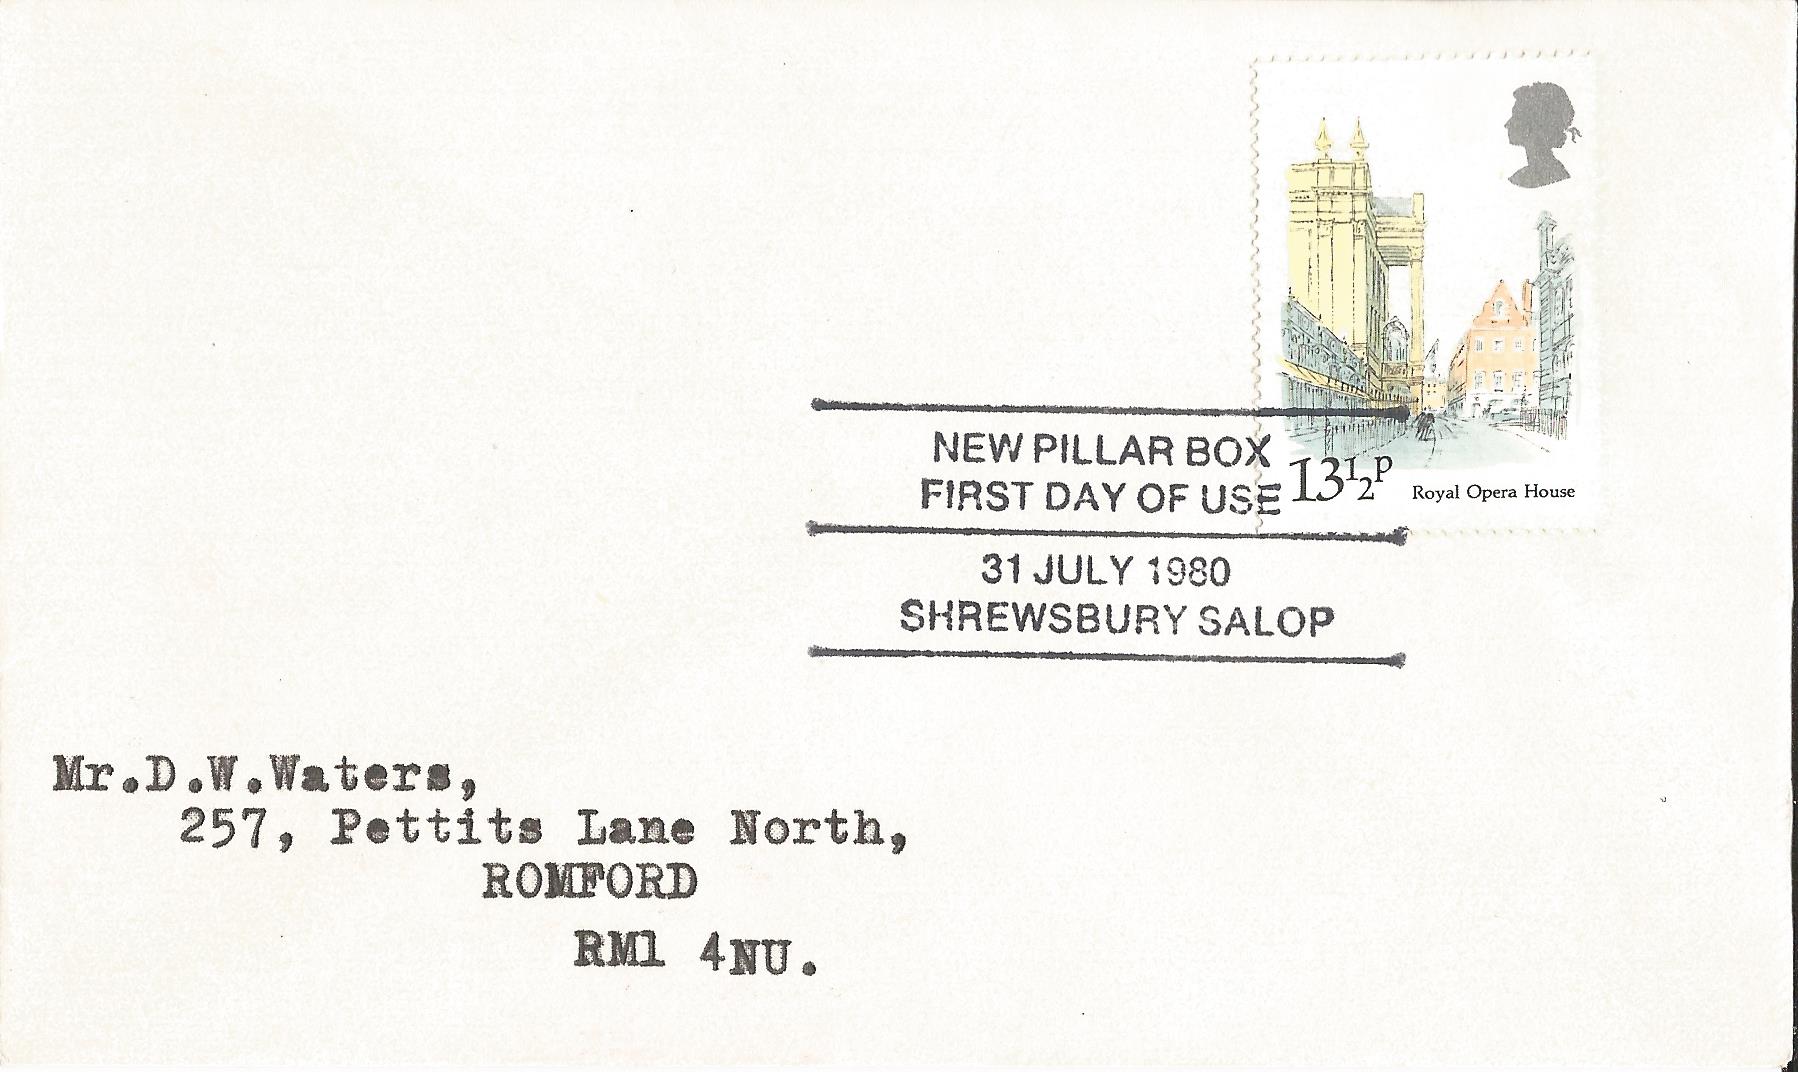 13½p
Royal Opera House
NEW PILLAR BOX
FIRST DAY OF USE
31 JULY 1980
SHREWSBURY SALOP
Mr.D.W.Waters,
257, Pettits Lane North,
ROMFORD
RM1 4NU.